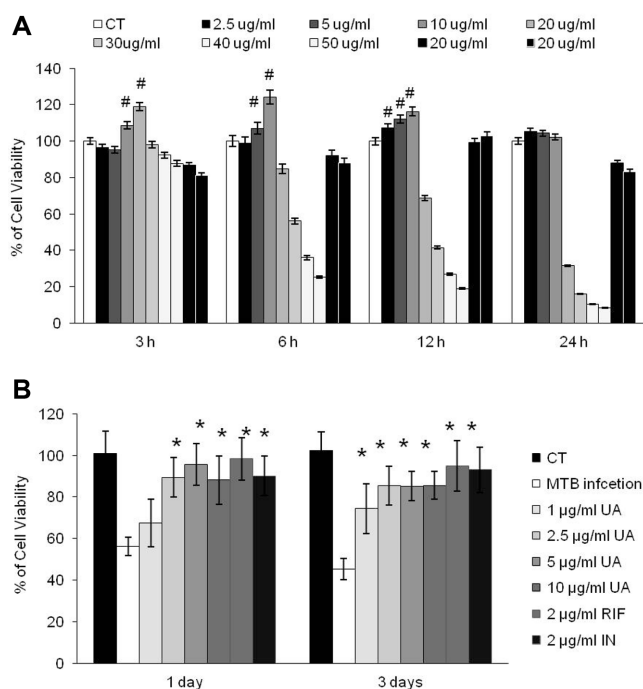 A
CT 2.5 ug/ml 5 ug/ml 10 ug/ml 20 ug/ml
30ug/ml 40 ug/ml 50 ug/ml 20 ug/ml 20 ug/ml
% of Cell Viability
140
120
100
80
60
40
20
0
# #
# #
# # #
3 h 6 h 12 h 24 h
B
% of Cell Viability
120
100
80
60
40
20
0
* * * * *
* * * * * *
1 day 3 days
CT
MTB infcetion
1 µg/ml UA
2.5 µg/ml UA
5 µg/ml UA
10 µg/ml UA
2 µg/ml RIF
2 µg/ml IN